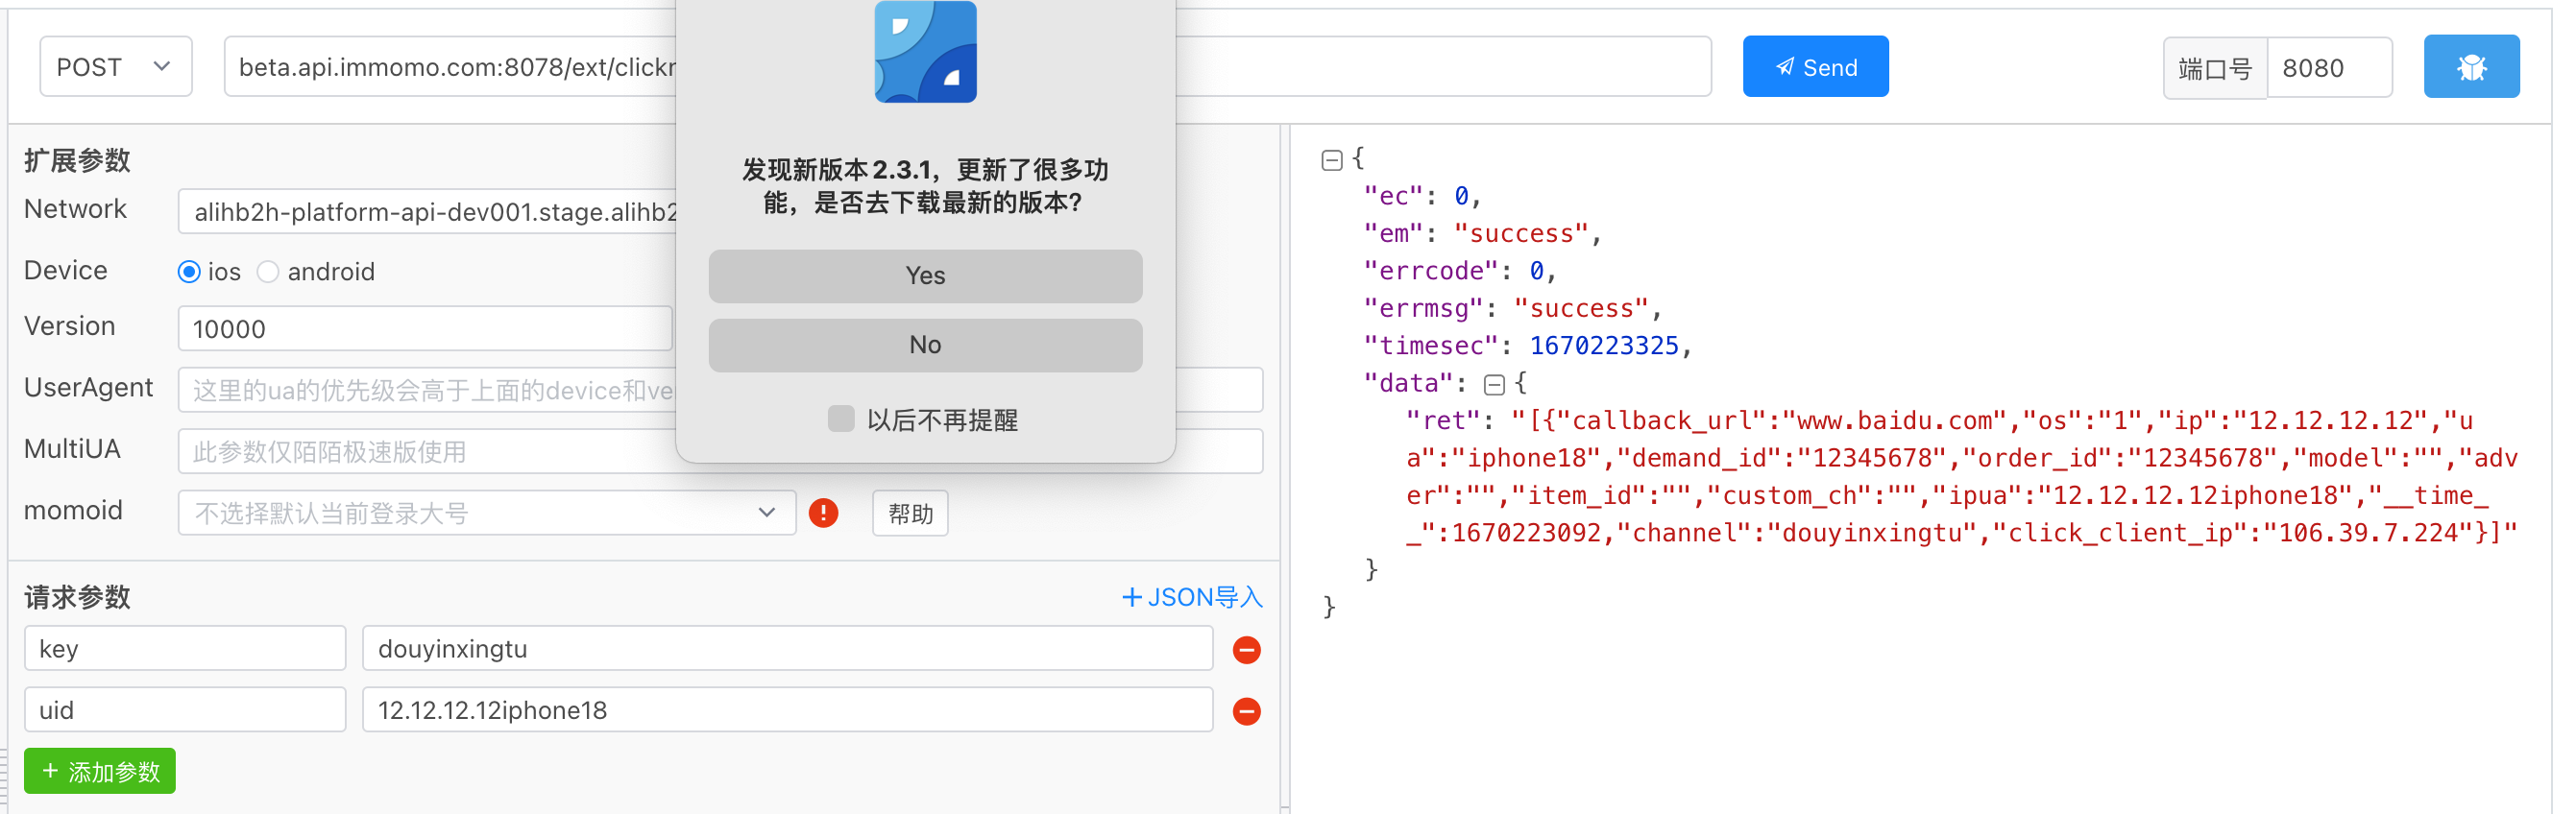 POST
beta.api.immomo.com:8078/ext/click
Send
端口号
8080
扩展参数
Network
alihb2h-platform-api-dev001.stage.alihb2
Device
ios
android
Version
10000
UserAgent
这里的ua的优先级会高于上面的device和ve
MultiUA
此参数仅陌陌极速版使用
momoid
不选择默认当前登录大号
帮助
请求参数
JSON导入
key
douyinxingtu
uid
12.12.12.12iphone18
+ 添加参数
发现新版本 2.3.1，更新了很多功
能，是否去下载最新的版本?
Yes
No
以后不再提醒
{
"ec": 0,
"em": "success",
"errcode": 0,
"errmsg": "success",
"timesec": 1670223325,
"data": {
"ret": "[{"callback_url":"www.baidu.com","os":"1","ip":"12.12.12.12","u
a":"iphone18","demand_id":"12345678","order_id":"12345678","model":"","adv
er":"","item_id":"","custom_ch":"","ipua":"12.12.12.12iphone18","__time_
_":1670223092,"channel":"douyinxingtu","click_client_ip":"106.39.7.224"}]"
}
}